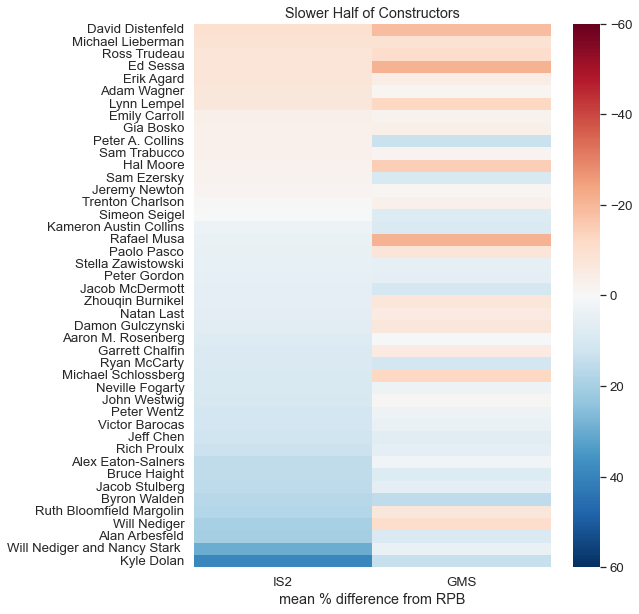 Slower Half of Constructors
David Distenfeld
Michael Lieberman
Ross Trudeau
Ed Sessa
Erik Agard
Adam Wagner
Lynn Lempel
Emily Carroll
Gia Bosko
Peter A. Collins
Sam Trabucco
Hal Moore
Sam Ezersky
Jeremy Newton
Trenton Charlson
Simeon Seigel
Kameron Austin Collins
Rafael Musa
Paolo Pasco
Stella Zawistowski
Peter Gordon
Jacob McDermott
Zhouqin Burnikel
Natan Last
Damon Gulczynski
Aaron M. Rosenberg
Garrett Chalfin
Ryan McCarty
Michael Schlossberg
Neville Fogarty
John Westwig
Peter Wentz
Victor Barocas
Jeff Chen
Rich Proulx
Alex Eaton-Salners
Bruce Haight
Jacob Stulberg
Byron Walden
Ruth Bloomfield Margolin
Will Nediger
Alan Arbesfeld
Will Nediger and Nancy Stark
Kyle Dolan
IS2
GMS
mean % difference from RPB
−60
−40
−20
0
20
40
60